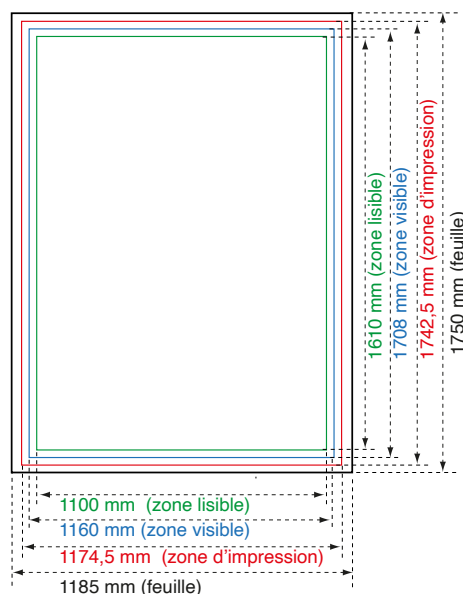 1610 mm (zone lisible)
1708 mm (zone visible)
1742,5 mm (zone d'impression)
1750 mm (feuille)
1100 mm  (zone lisible)
1160 mm (zone visible)
1174,5 mm (zone d'impression)
1185 mm (feuille)